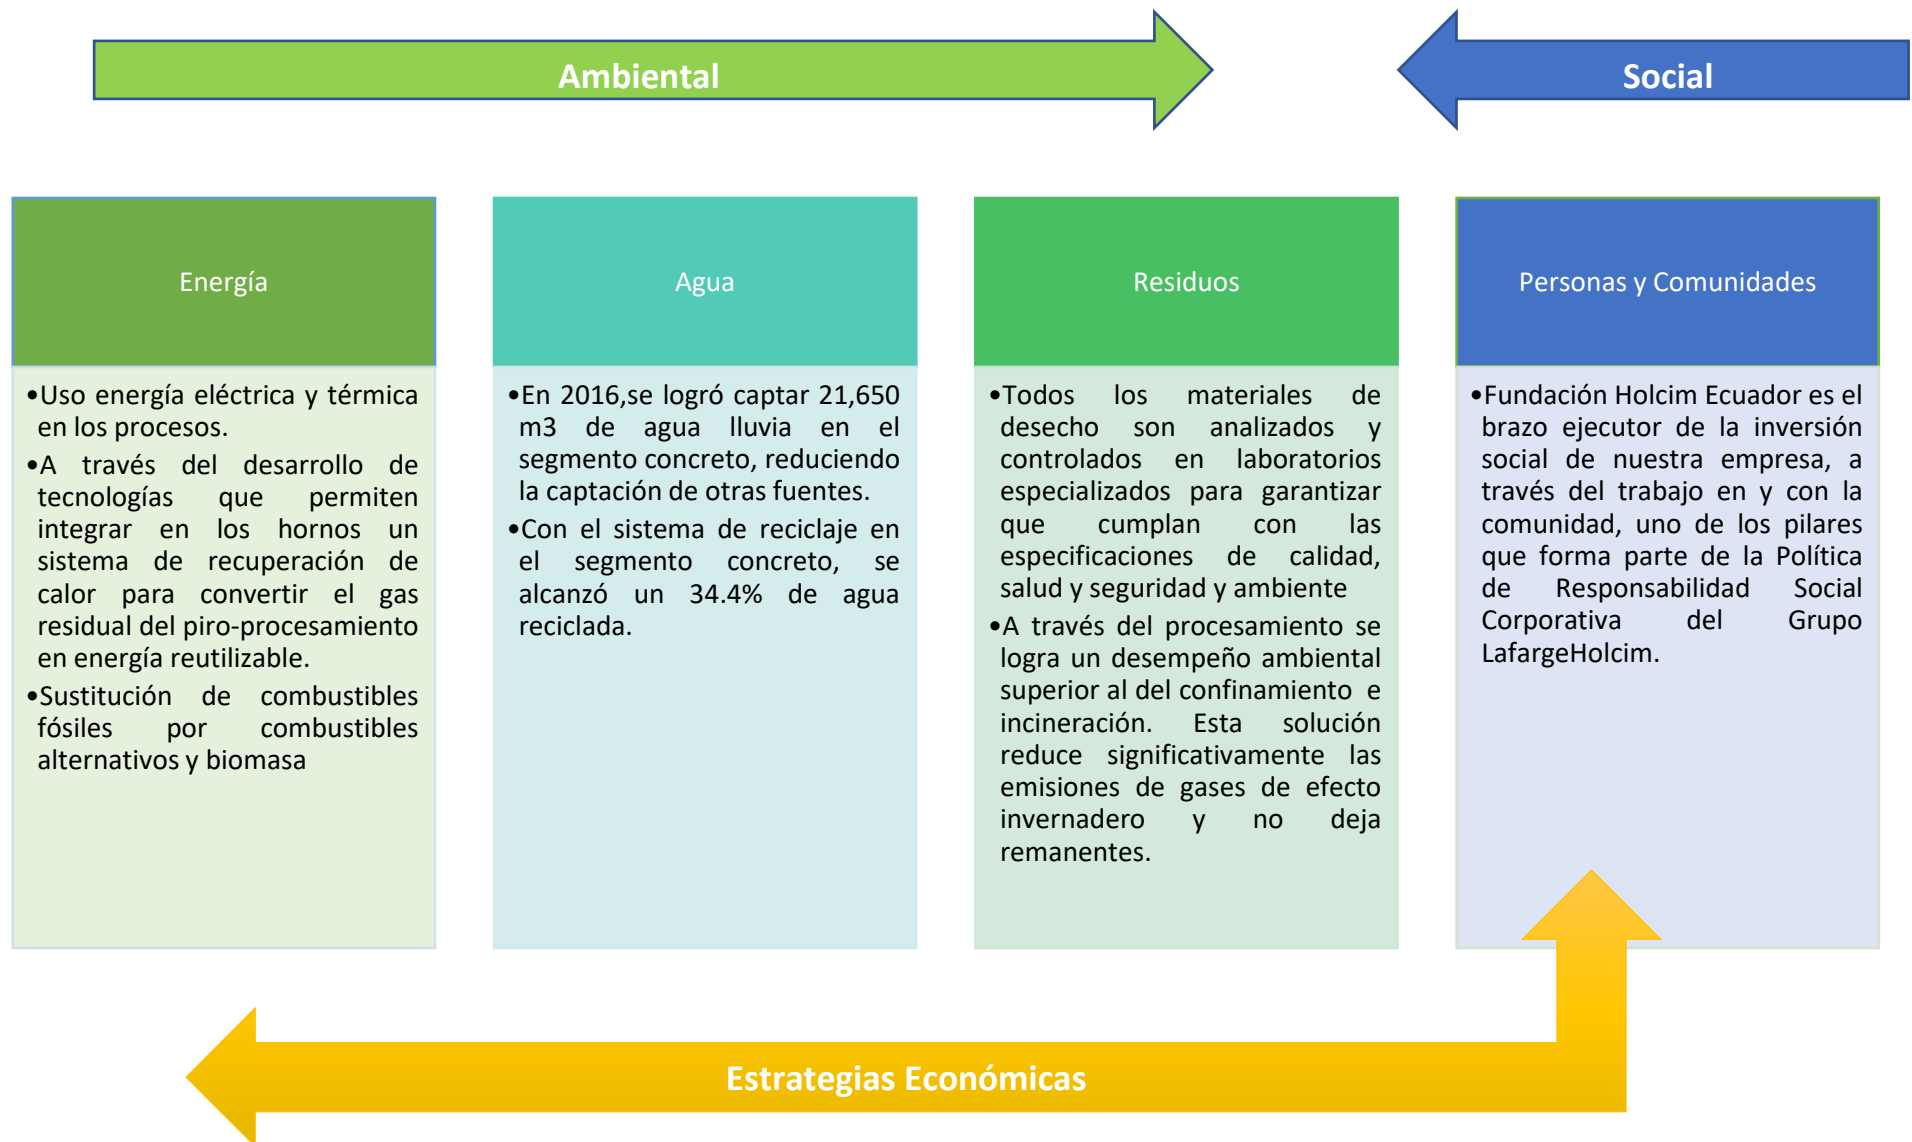 Ambiental
Social
Energía
•Uso energía eléctrica y térmica
en los procesos.
•A través del desarrollo de
tecnologías que permiten
integrar en los hornos un
sistema de recuperación de
calor para convertir el gas
residual del piro-procesamiento
en energía reutilizable.
•Sustitución de combustibles
fósiles por combustibles
alternativos y biomasa
Agua
•En 2016,se logró captar 21,650
m3 de agua lluvia en el
segmento concreto, reduciendo
la captación de otras fuentes.
•Con el sistema de reciclaje en
el segmento concreto, se
alcanzó un 34.4% de agua
reciclada.
Residuos
•Todos los materiales de
desecho son analizados y
controlados en laboratorios
especializados para garantizar
que cumplan con las
especificaciones de calidad,
salud y seguridad y ambiente
•A través del procesamiento se
logra un desempeño ambiental
superior al del confinamiento e
incineración. Esta solución
reduce significativamente las
emisiones de gases de efecto
invernadero y no deja
remanentes.
Personas y Comunidades
•Fundación Holcim Ecuador es el
brazo ejecutor de la inversión
social de nuestra empresa, a
través del trabajo en y con la
comunidad, uno de los pilares
que forma parte de la Política
de Responsabilidad Social
Corporativa del Grupo
LafargeHolcim.
Estrategias Económicas